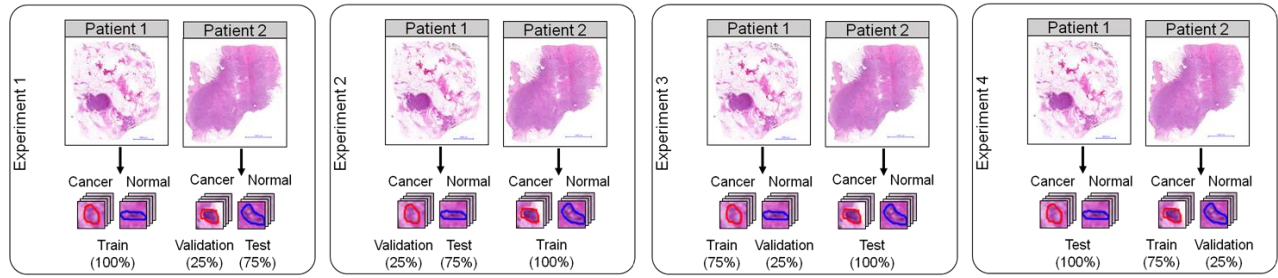 Experiment 1
Patient 1 Patient 2
Cancer Normal Cancer Normal
Train Validation Test
(100%) (25%) (75%)
Experiment 2
Patient 1 Patient 2
Cancer Normal Cancer Normal
Validation Test Train
(25%) (75%) (100%)
Experiment 3
Patient 1 Patient 2
Cancer Normal Cancer Normal
Train Validation Test
(75%) (25%) (100%)
Experiment 4
Patient 1 Patient 2
Cancer Normal Cancer Normal
Test Train Validation
(100%) (75%) (25%)